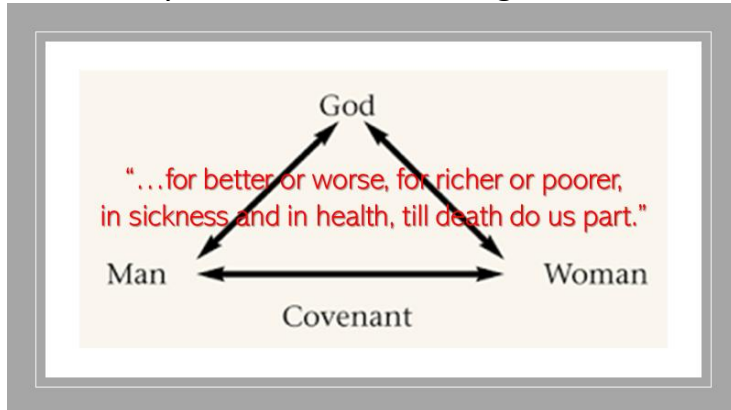 God
“…for better or worse, for richer or poorer,
in sickness and in health, till death do us part.”
Man Woman
Covenant